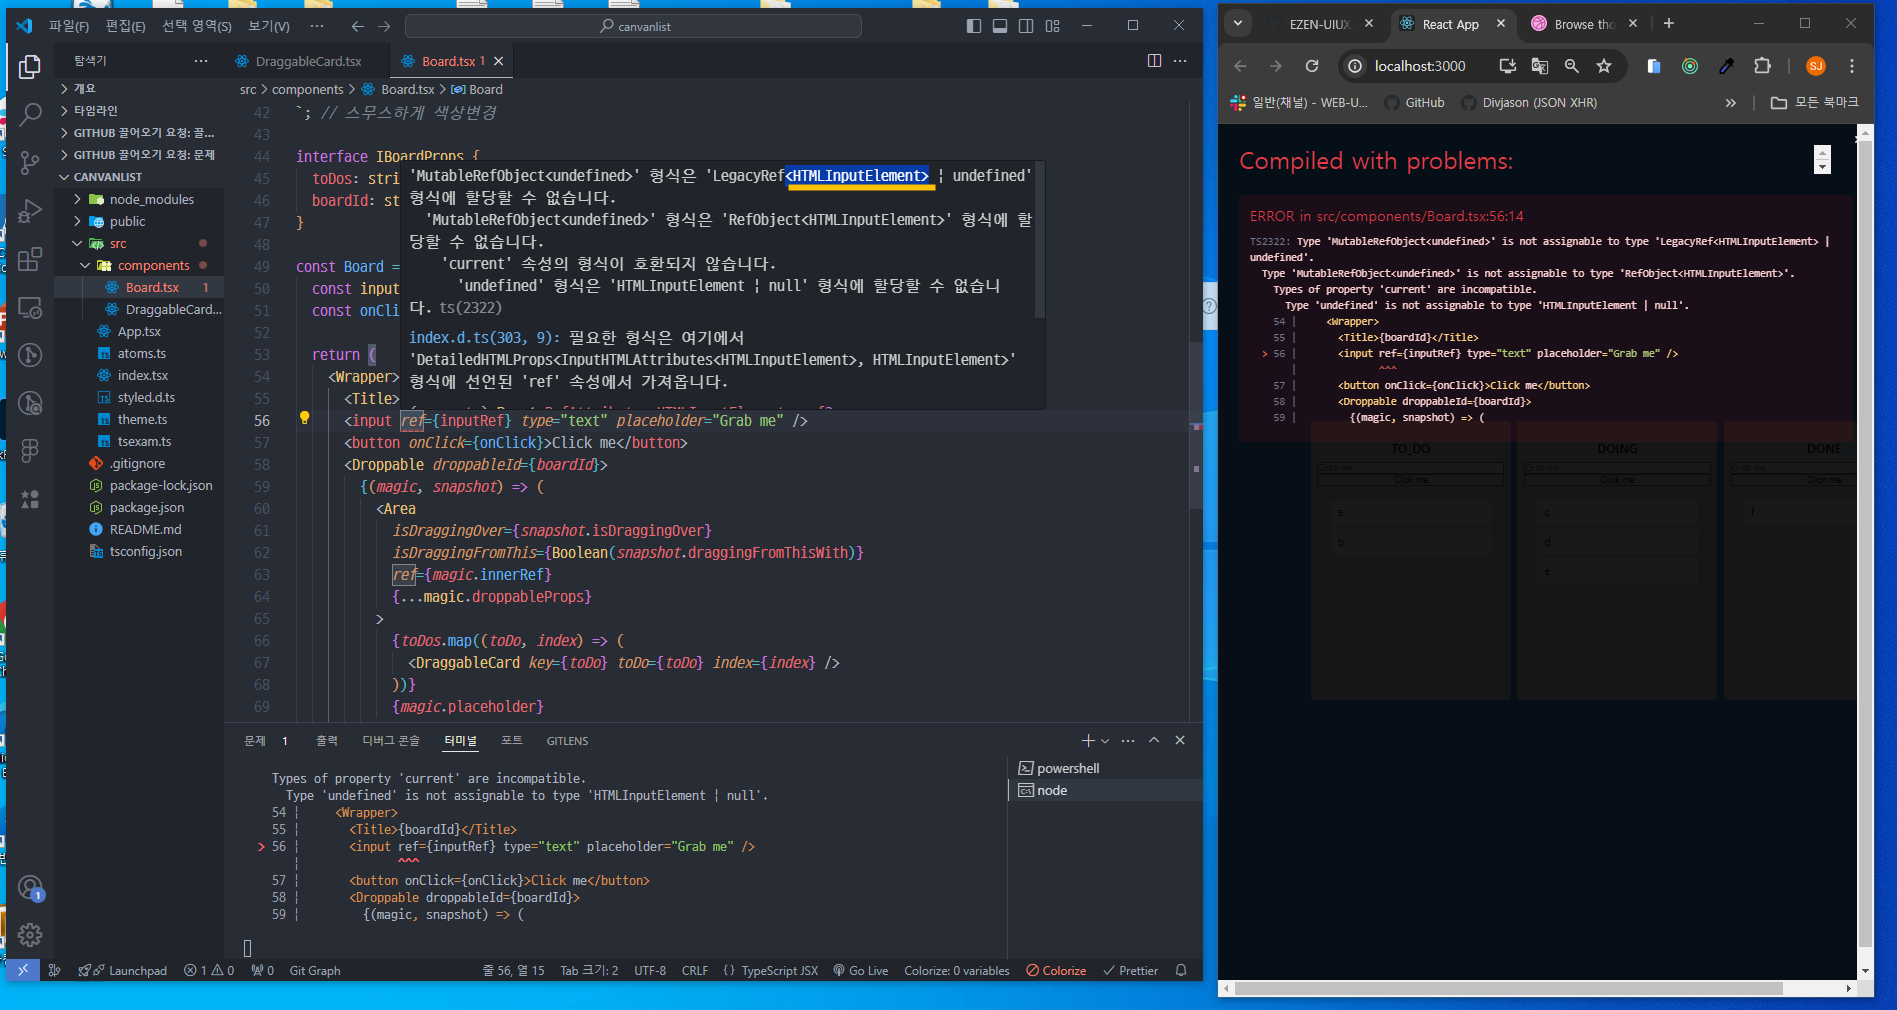 파일(F) 편집(E) 선택 영역(S) 보기(V) ··· canvanlist
탐색기 ···
개요
타임라인
GITHUB 끌어오기 요청: 끌...
GITHUB 끌어오기 요청: 문제
CANVANLIST
node_modules
public
src
components
Board.tsx 1
DraggableCard...
App.tsx
atoms.ts
index.tsx
styled.d.ts
theme.ts
tsexam.ts
.gitignore
package-lock.json
package.json
README.md
tsconfig.json
DraggableCard.tsx Board.tsx 1
src > components > Board.tsx > Board
42 `; // 스무스하게 색상변경
43
44 interface IBoardProps {
45 toDos: stri
46 boardId: st
47 }
48
49 const Board =
50 const input
51 const onCli
52
53 return (
54 <Wrapper>
55 <Title>
56 <input ref={inputRef} type="text" placeholder="Grab me" />
57 <button onClick={onClick}>Click me</button>
58 <Droppable droppableId={boardId}>
59 {(magic, snapshot) => (
60 <Area
61 isDraggingOver={snapshot.isDraggingOver}
62 isDraggingFromThis={Boolean(snapshot.draggingFromThisWith)}
63 ref={magic.innerRef}
64 {...magic.droppableProps}
65 >
66 {toDos.map((toDo, index) => (
67 <DraggableCard key={toDo} toDo={toDo} index={index} />
68 ))}
69 {magic.placeholder}
'MutableRefObject<undefined>' 형식은 'LegacyRef<HTMLInputElement> | undefined'
형식에 할당할 수 없습니다.
'MutableRefObject<undefined>' 형식은 'RefObject<HTMLInputElement>' 형식에 할
당할 수 없습니다.
'current' 속성의 형식이 호환되지 않습니다.
'undefined' 형식은 'HTMLInputElement | null' 형식에 할당할 수 없습니
다. ts(2322)
index.d.ts(303, 9): 필요한 형식은 여기에서
'DetailedHTMLProps<InputHTMLAttributes<HTMLInputElement>, HTMLInputElement>'
형식에 선언된 'ref' 속성에서 가져옵니다.
문제 1 출력 디버그 콘솔 터미널 포트 GITLENS
powershell
node
Types of property 'current' are incompatible.
Type 'undefined' is not assignable to type 'HTMLInputElement | null'.
54 | <Wrapper>
55 | <Title>{boardId}</Title>
> 56 | <input ref={inputRef} type="text" placeholder="Grab me" />
| ^^^
57 | <button onClick={onClick}>Click me</button>
58 | <Droppable droppableId={boardId}>
59 | {(magic, snapshot) => (
1
Launchpad 1 0 0 Git Graph 줄 56, 열 15 Tab 크기: 2 UTF-8 CRLF {} TypeScript JSX Go Live Colorize: 0 variables Colorize Prettier
EZEN-UIUX React App Browse tho
localhost:3000 SJ
일반(채널) - WEB-U... GitHub Divjason (JSON XHR) » 모든 북마크
Compiled with problems:
ERROR in src/components/Board.tsx:56:14
TS2322: Type 'MutableRefObject<undefined>' is not assignable to type 'LegacyRef<HTMLInputElement> |
undefined'.
Type 'MutableRefObject<undefined>' is not assignable to type 'RefObject<HTMLInputElement>'.
Types of property 'current' are incompatible.
Type 'undefined' is not assignable to type 'HTMLInputElement | null'.
54 | <Wrapper>
55 | <Title>{boardId}</Title>
> 56 | <input ref={inputRef} type="text" placeholder="Grab me" />
| ^^^
57 | <button onClick={onClick}>Click me</button>
58 | <Droppable droppableId={boardId}>
59 | {(magic, snapshot) => (
TO_DO DOING DONE
Grab me Grab me Grab me
Click me Click me Click me
a c f
b d
e